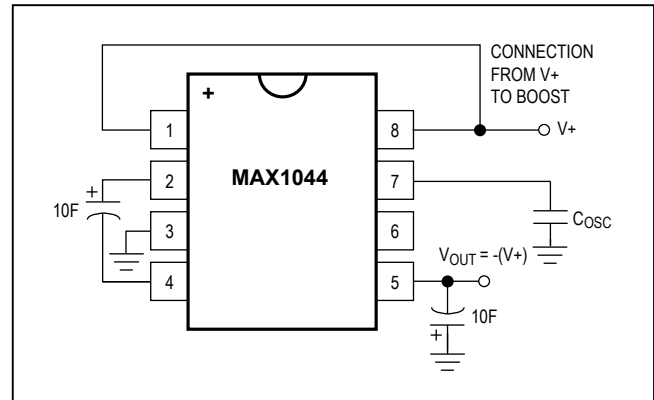 CONNECTION
FROM V+
TO BOOST
+
1
8
V+
2
MAX1044
7
+
10F
COSC
3
6
VOUT = -(V+)
4
5
10F
+